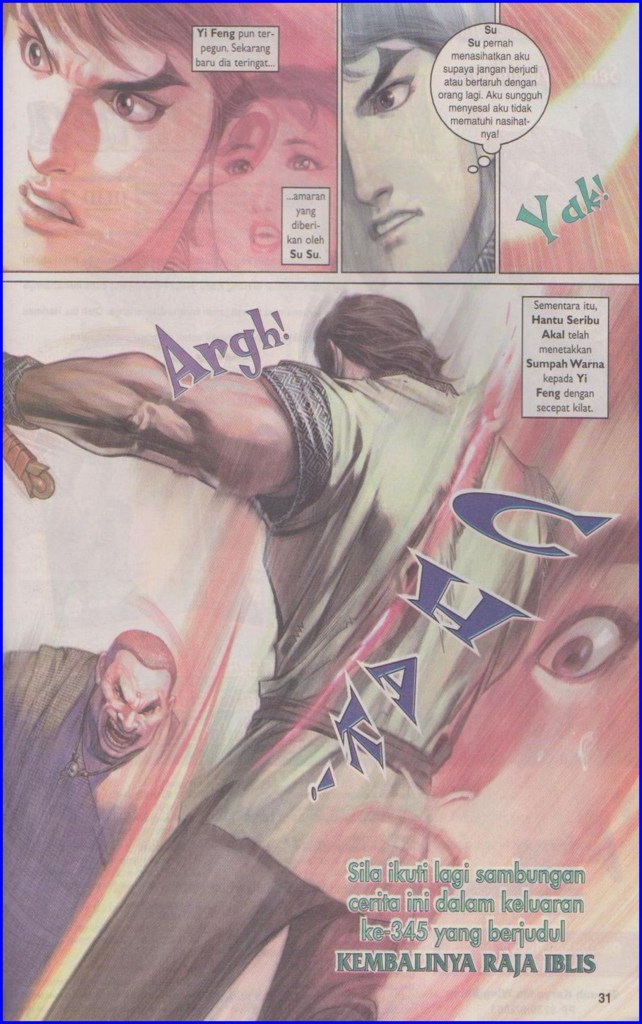 Yi Feng pun ter-
pegun. Sekarang
baru dia teringat...
...amaran
yang
diberi-
kan oleh
Su Su.
Su
Su pernah
menasihatkan aku
supaya jangan berjudi
atau bertaruh dengan
orang lagi. Aku sungguh
menyesal aku tidak
mematuhi nasihat-
nya!
Yak!
Argh!
Sementara itu,
Hantu Seribu
Akal telah
menetakkan
Sumpah Warna
kepada Yi
Feng dengan
secepat kilat.
CHAT!
Sila ikuti lagi sambungan
cerita ini dalam keluaran
ke-345 yang berjudul
KEMBALINYA RAJA IBLIS
31